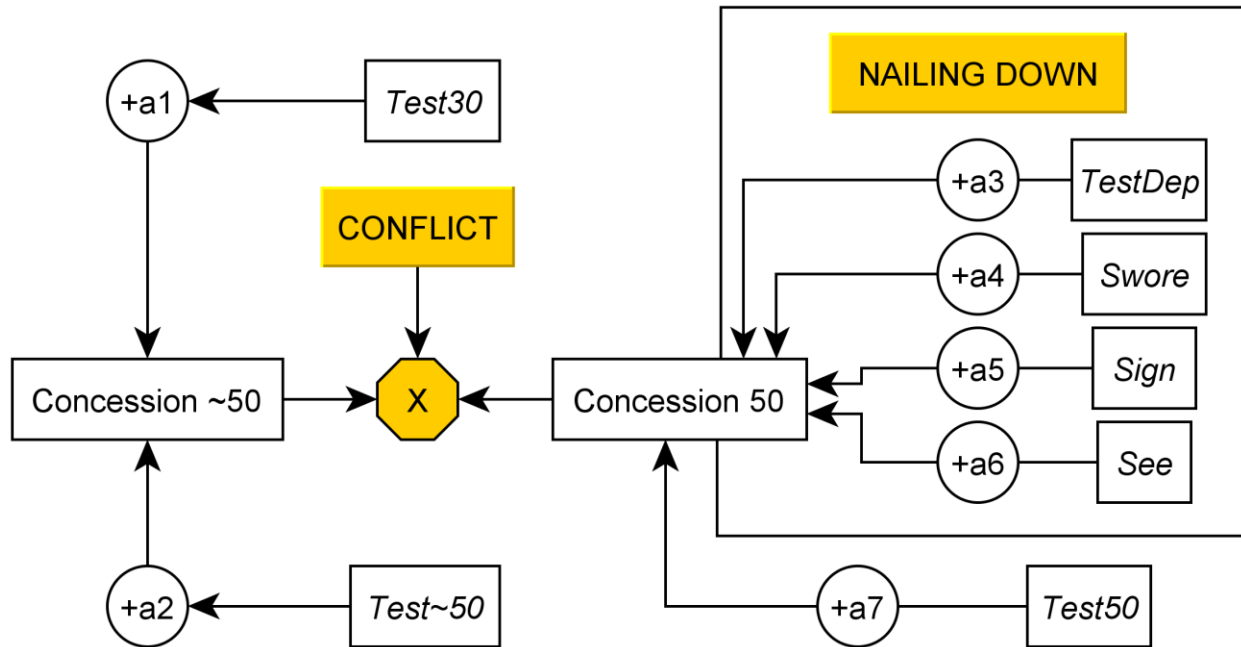 NAILING DOWN
+a1
Test30
+a3
TestDep
CONFLICT
+a4
Swore
Concession ~50
X
Concession 50
+a5
Sign
+a6
See
+a2
Test~50
+a7
Test50